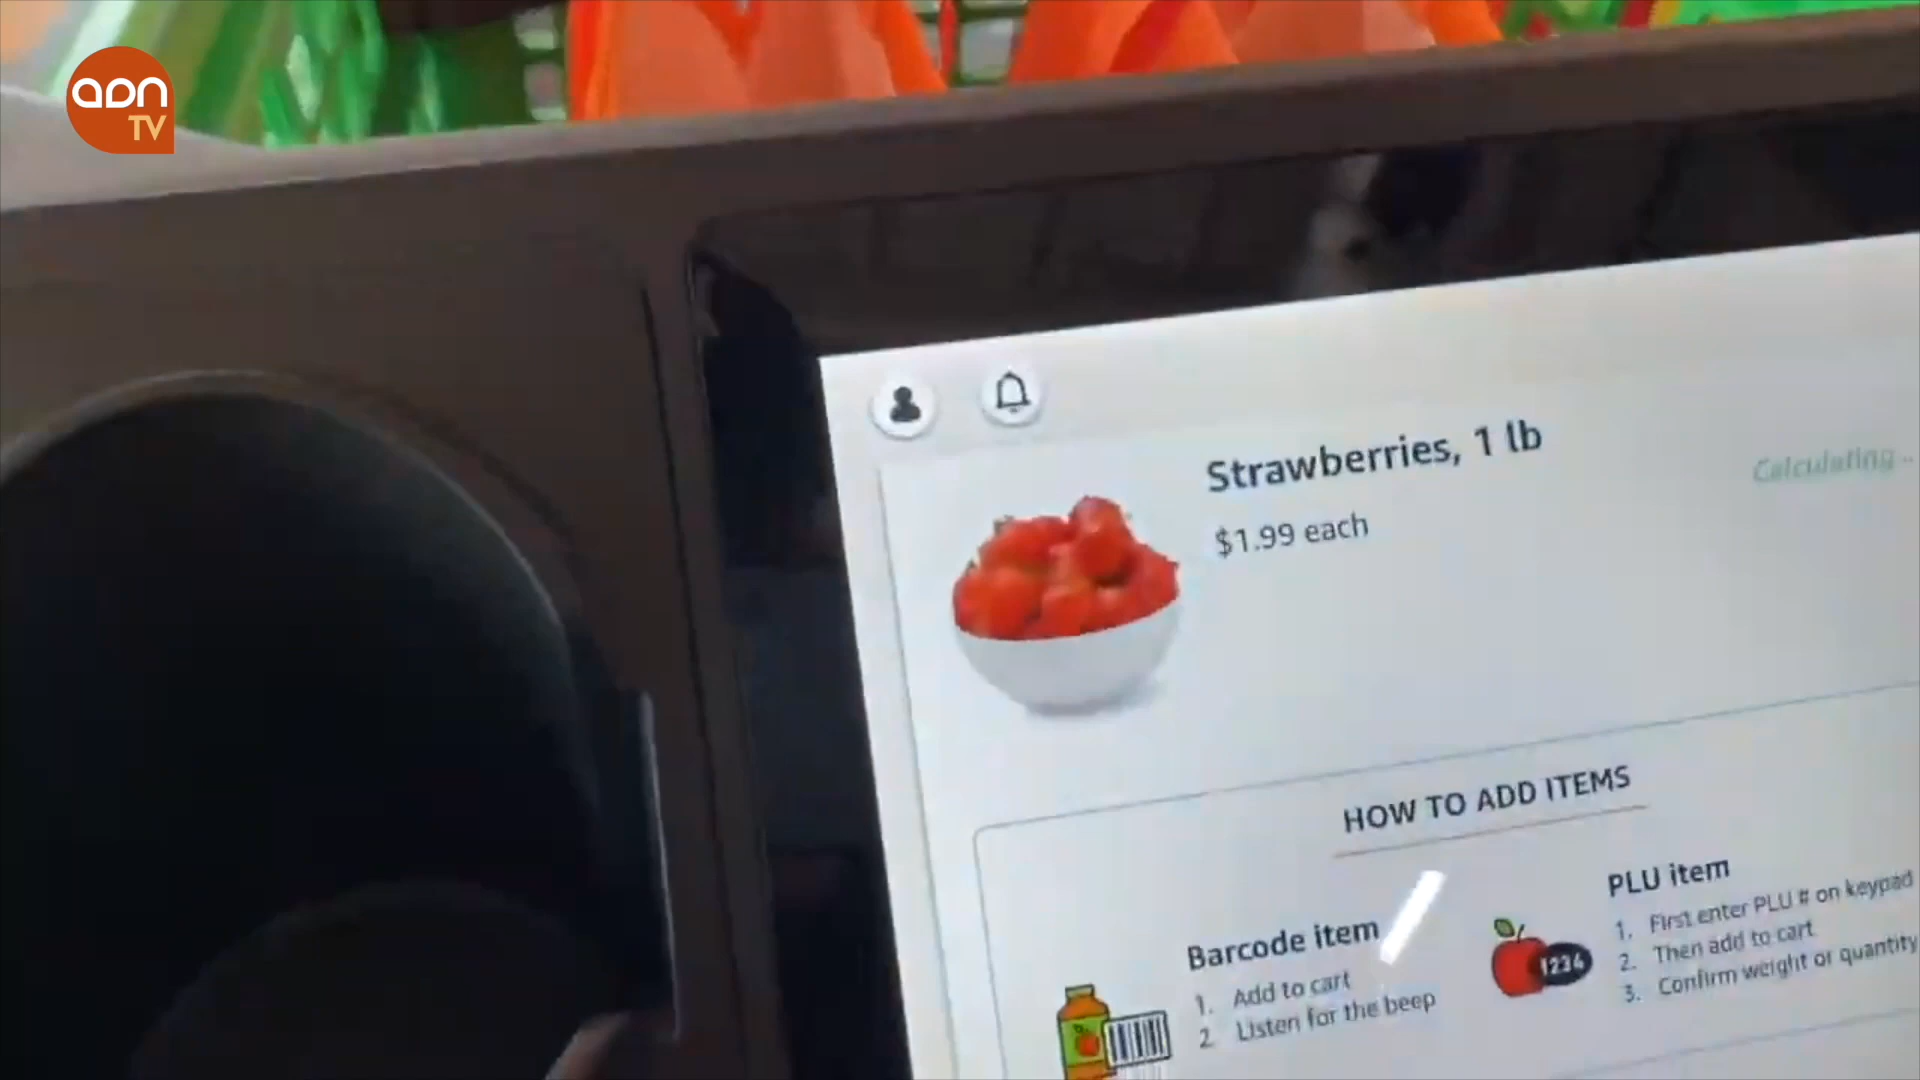 aDn
TV
Strawberries, 1 lb
Calculating...
$1.99 each
HOW TO ADD ITEMS
Barcode item
1. Add to cart
2. Listen for the beep
PLU item
1. First enter PLU # on keypad
2. Then add to cart
3. Confirm weight or quantity
1234